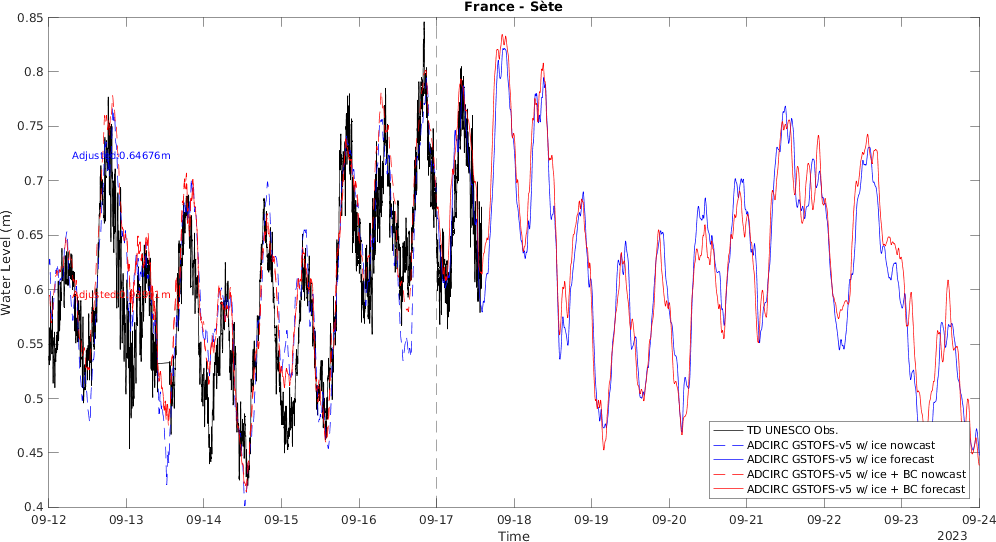 France - Sète
0.85
0.8
0.75
0.7
0.65
0.6
0.55
0.5
0.45
0.4
Water Level (m)
Adjusted:0.64676m
TD UNESCO Obs.
ADCIRC GSTOFS-v5 w/ ice nowcast
ADCIRC GSTOFS-v5 w/ ice forecast
ADCIRC GSTOFS-v5 w/ ice + BC nowcast
ADCIRC GSTOFS-v5 w/ ice + BC forecast
09-12 09-13 09-14 09-15 09-16 09-17 09-18 09-19 09-20 09-21 09-22 09-23 09-24
Time
2023